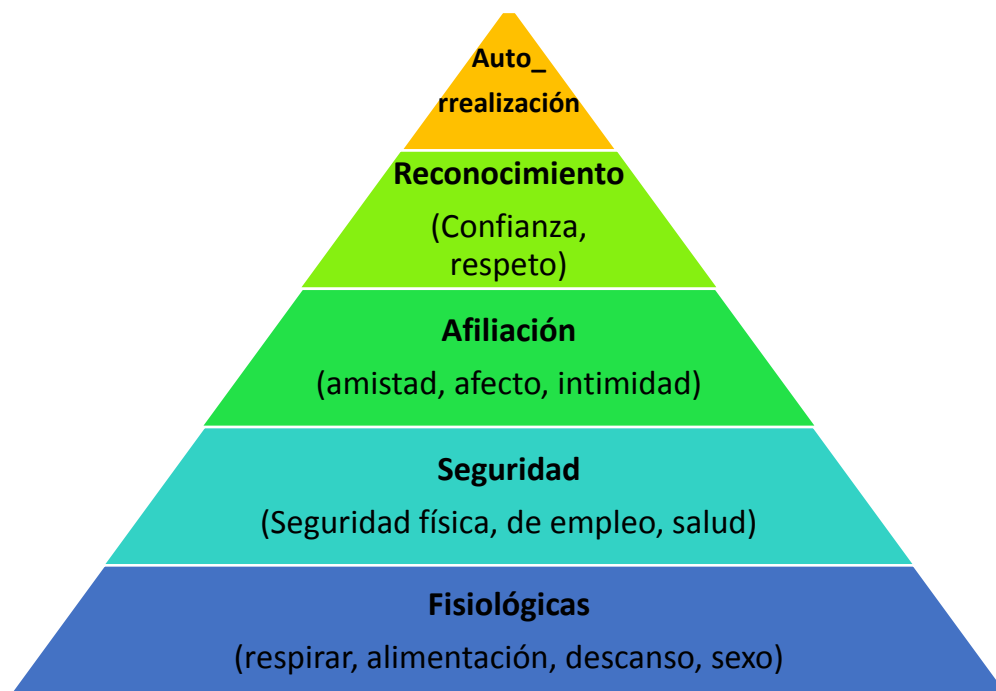 Auto_
rrealización
Reconocimiento
(Confianza,
respeto)
Afiliación
(amistad, afecto, intimidad)
Seguridad
(Seguridad física, de empleo, salud)
Fisiológicas
(respirar, alimentación, descanso, sexo)